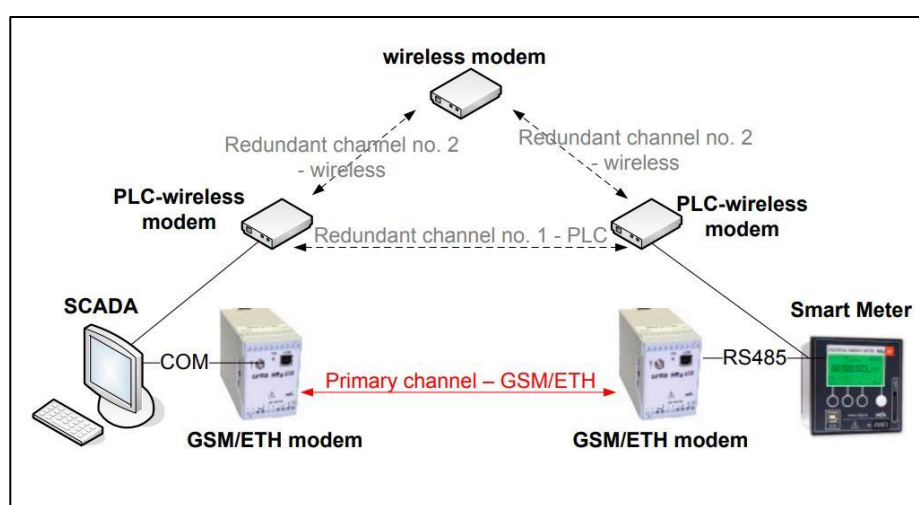 wireless modem
Redundant channel no. 2
- wireless
Redundant channel no. 2
- wireless
PLC-wireless
modem
PLC-wireless
modem
Redundant channel no. 1 - PLC
SCADA
Smart Meter
COM
RS485
Primary channel – GSM/ETH
GSM/ETH modem
GSM/ETH modem